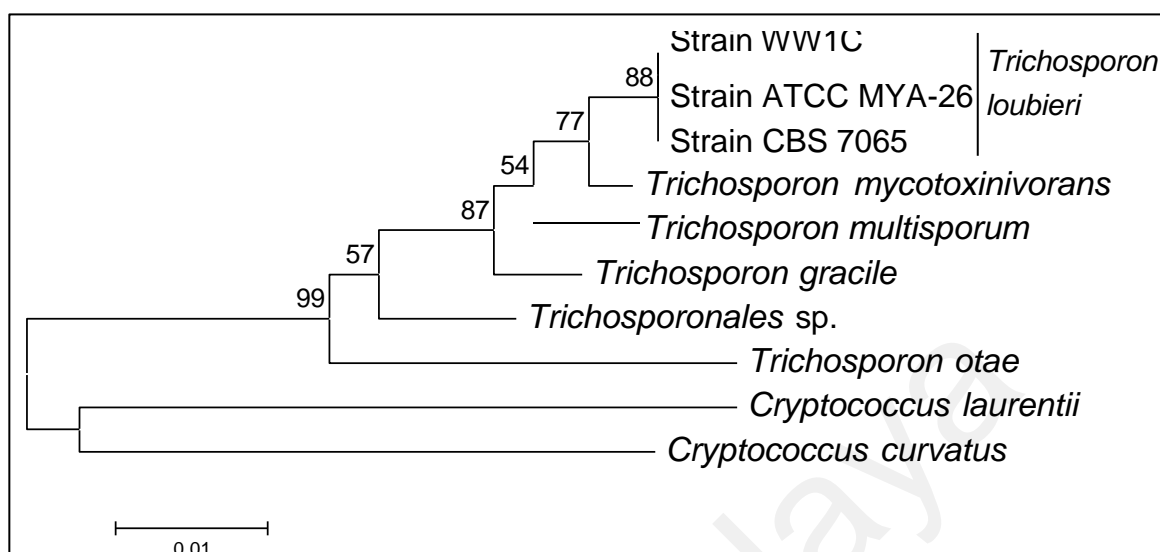 Strain WW1C
88
Trichosporon
Strain ATCC MYA-26
loubieri
77
Strain CBS 7065
54
Trichosporon mycotoxinivorans
87
Trichosporon multisporum
57
Trichosporon gracile
99
Trichosporonales sp.
Trichosporon otae
Cryptococcus laurentii
Cryptococcus curvatus
0.01
laya